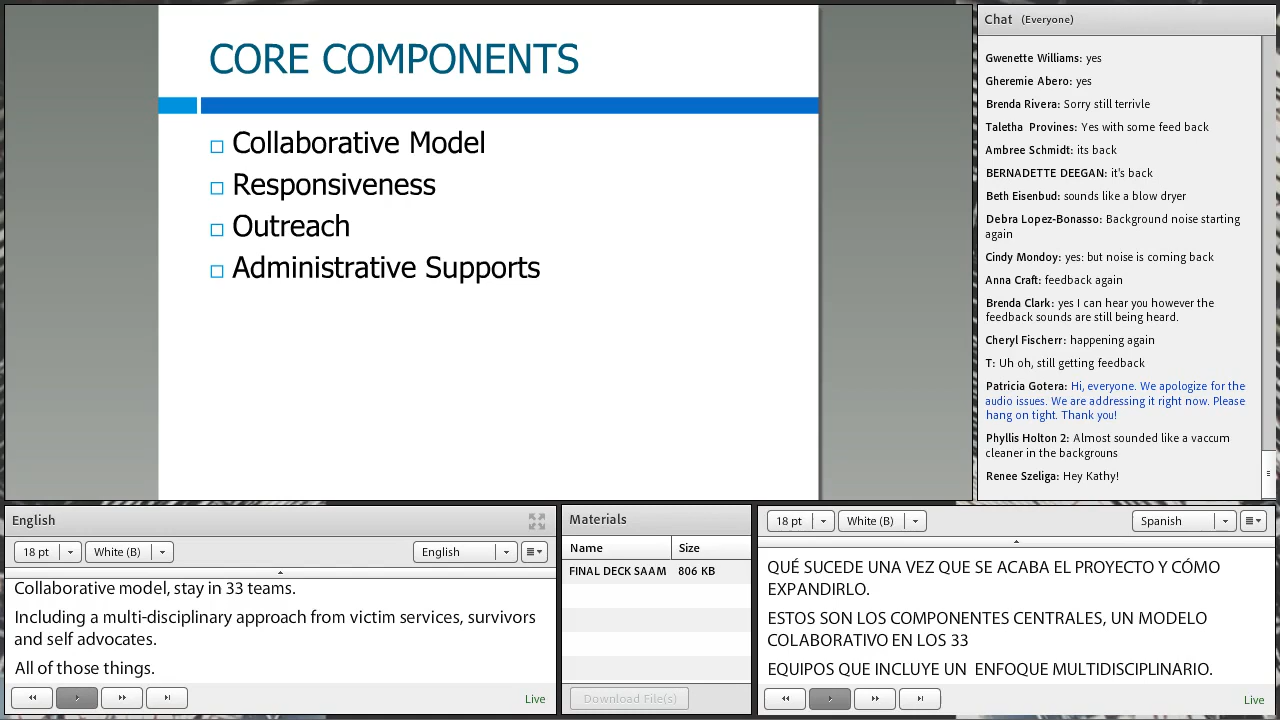 CORE COMPONENTS
Collaborative Model
Responsiveness
Outreach
Administrative Supports
Chat (Everyone)
Gwenette Williams: yes
Gheremie Abero: yes
Brenda Rivera: Sorry still terrivle
Taletha Provines: Yes with some feed back
Ambree Schmidt: its back
BERNADETTE DEEGAN: it's back
Beth Eisenbud: sounds like a blow dryer
Debra Lopez-Bonasso: Background noise starting
again
Cindy Mondoy: yes: but noise is coming back
Anna Craft: feedback again
Brenda Clark: yes I can hear you however the
feedback sounds are still being heard.
Cheryl Fischerr: happening again
T: Uh oh, still getting feedback
Patricia Gotera: Hi, everyone. We apologize for the
audio issues. We are addressing it right now. Please
hang on tight. Thank you!
Phyllis Holton 2: Almost sounded like a vaccum
cleaner in the backgrouns
Renee Szeliga: Hey Kathy!
English
18 pt White (B) English
Collaborative model, stay in 33 teams.
Including a multi-disciplinary approach from victim services, survivors
and self advocates.
All of those things.
Live
Materials
Name Size
FINAL DECK SAAM 806 KB
Download File(s)
18 pt White (B) Spanish
QUÉ SUCEDE UNA VEZ QUE SE ACABA EL PROYECTO Y CÓMO
EXPANDIRLO.
ESTOS SON LOS COMPONENTES CENTRALES, UN MODELO
COLABORATIVO EN LOS 33
EQUIPOS QUE INCLUYE UN ENFOQUE MULTIDISCIPLINARIO.
Live